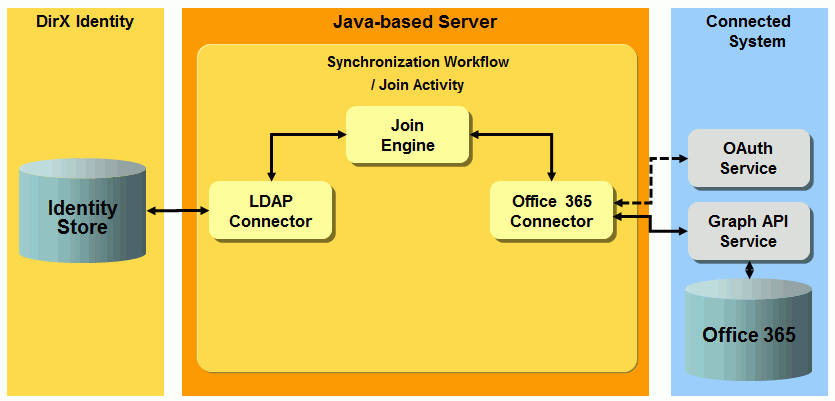 DirX Identity
Java-based Server
Connected
System
Synchronization Workflow
/ Join Activity
Join
Engine
OAuth
Service
Identity
Store
LDAP
Connector
Office 365
Connector
Graph API
Service
Office 365